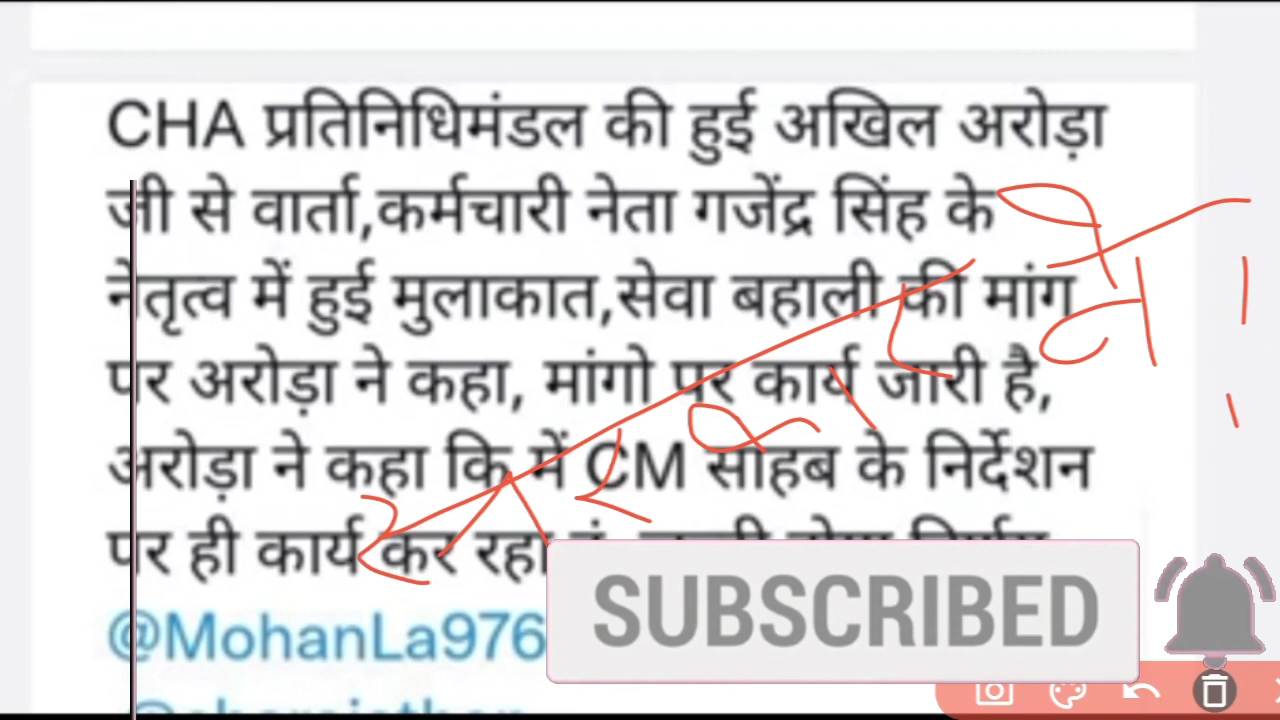 CHA प्रतिनिधिमंडल की हुई अखिल अरोड़ा
जी से वार्ता,कर्मचारी नेता गजेंद्र सिंह के
नेतृत्व में हुई मुलाकात,सेवा बहाली की मांग
पर अरोड़ा ने कहा, मांगो पर कार्य जारी है,
अरोड़ा ने कहा कि में CM साहब के निर्देशन
पर ही कार्य कर रहा
@MohanLa976
SUBSCRIBED